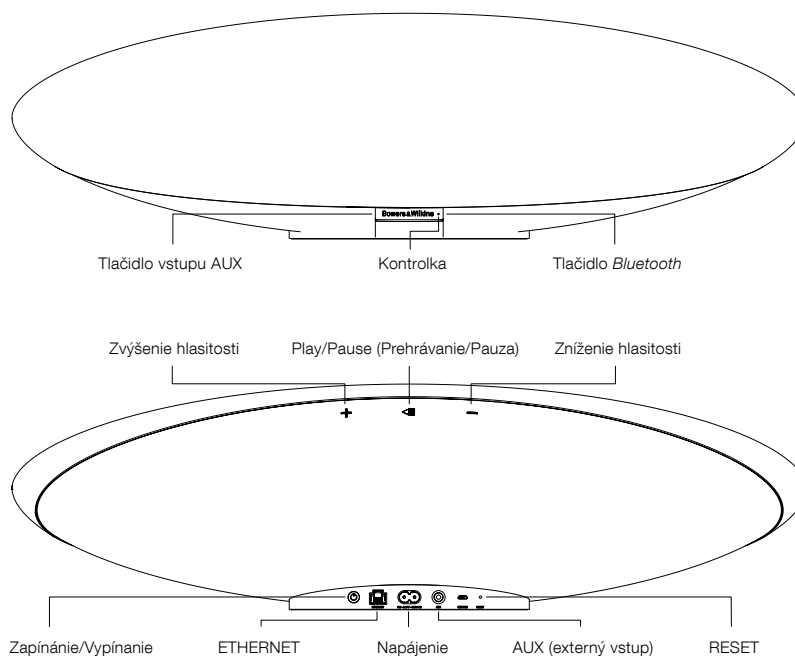 Bowers & Wilkins
Tlačidlo vstupu AUX Kontrolka Tlačidlo Bluetooth
Zvýšenie hlasitosti Play/Pause (Prehrávanie/Pauza) Zníženie hlasitosti
Zapínánie/Vypínanie ETHERNET Napájenie AUX (externý vstup) RESET